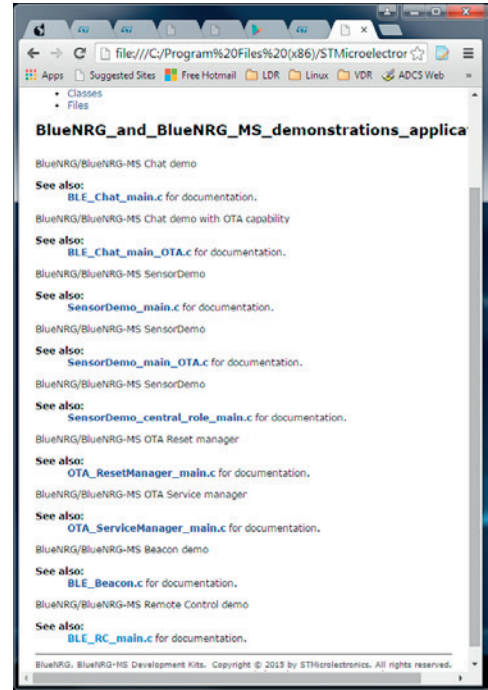 file:///C:/Program%20Files%20(x86)/STMicroelectror
Apps Suggested Sites Free Hotmail LDR Linux VDR ADCS Web »
Classes
Files
BlueNRG_and_BlueNRG_MS_demonstrations_applica
BlueNRG/BlueNRG-MS Chat demo
See also:
BLE_Chat_main.c for documentation.
BlueNRG/BlueNRG-MS Chat demo with OTA capability
See also:
BLE_Chat_main_OTA.c for documentation.
BlueNRG/BlueNRG-MS SensorDemo
See also:
SensorDemo_main.c for documentation.
BlueNRG/BlueNRG-MS SensorDemo
See also:
SensorDemo_main_OTA.c for documentation.
BlueNRG/BlueNRG-MS SensorDemo
See also:
SensorDemo_central_role_main.c for documentation.
BlueNRG/BlueNRG-MS OTA Reset manager
See also:
OTA_ResetManager_main.c for documentation.
BlueNRG/BlueNRG-MS OTA Service manager
See also:
OTA_ServiceManager_main.c for documentation.
BlueNRG/BlueNRG-MS Beacon demo
See also:
BLE_Beacon.c for documentation.
BlueNRG/BlueNRG-MS Remote Control demo
See also:
BLE_RC_main.c for documentation.
BlueNRG, BlueNRG-MS Development Kits. Copyright © 2015 by STMicroelectronics. All rights reserved.